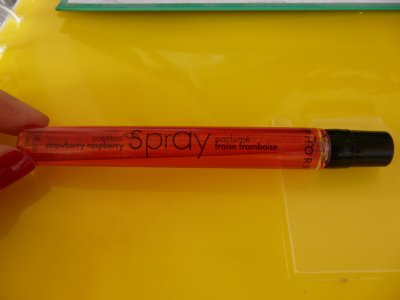 scented spray parfumé
strawberry raspberry fraise framboise